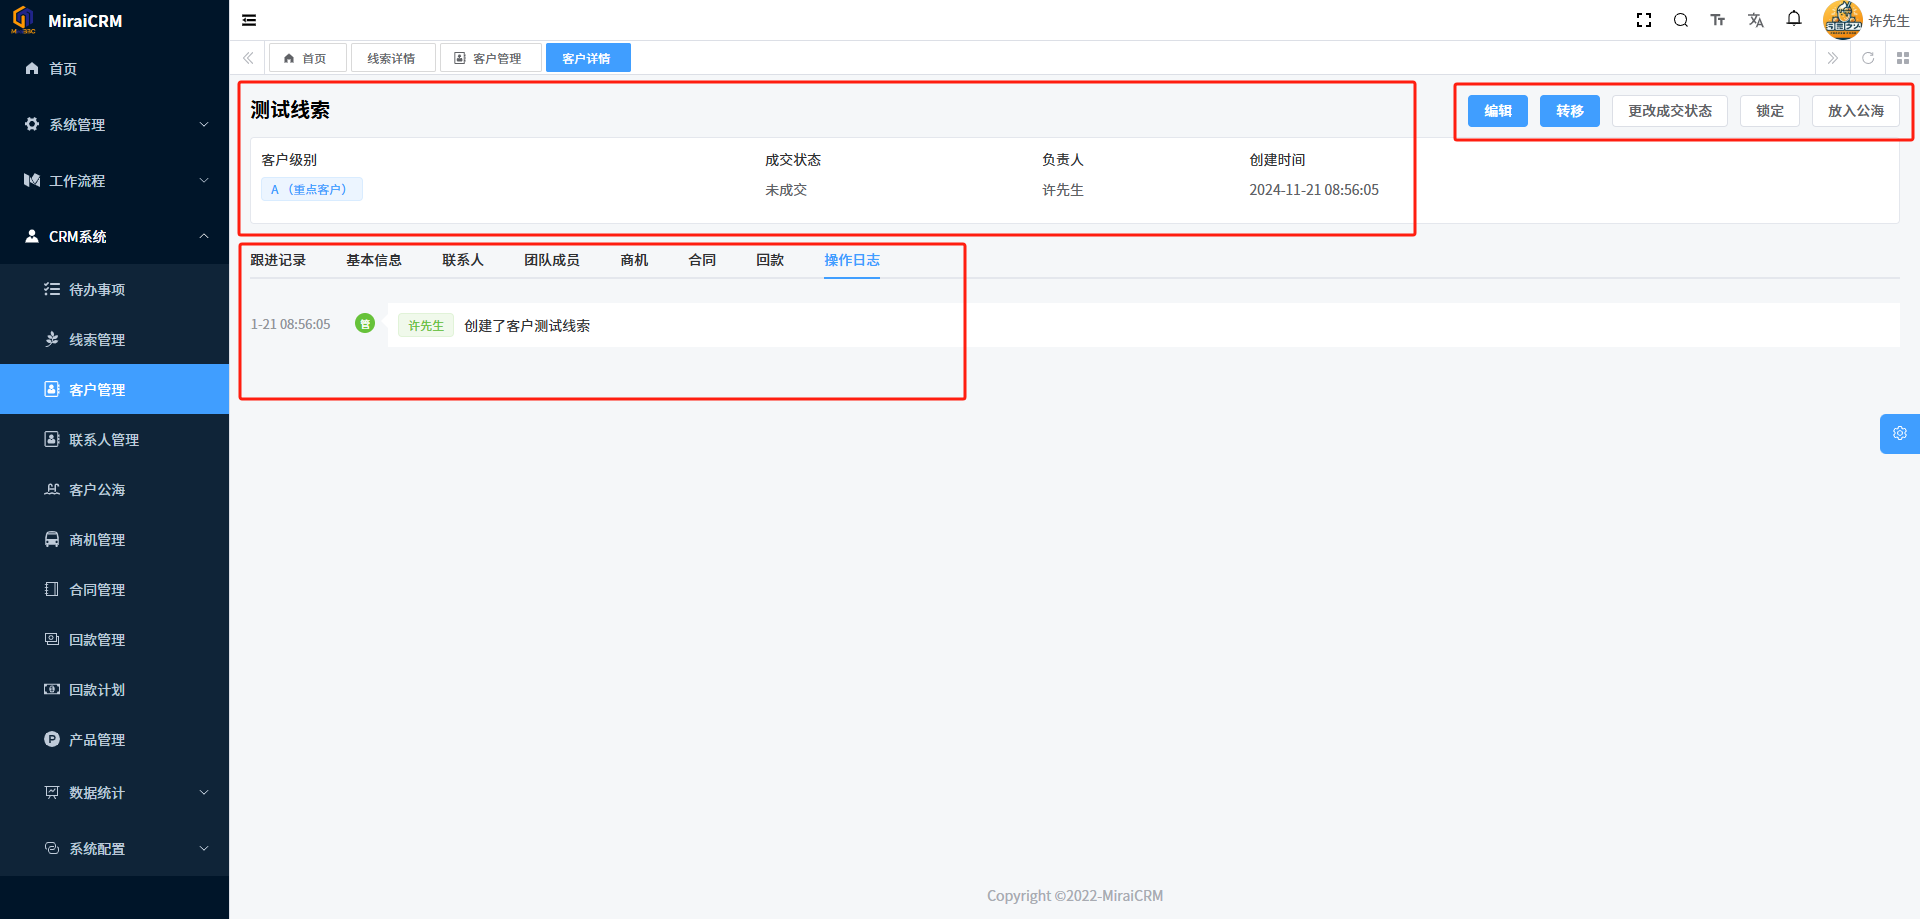 MiraiCRM
首页
系统管理
工作流程
CRM系统
待办事项
线索管理
客户管理
联系人管理
客户公海
商机管理
合同管理
回款管理
回款计划
产品管理
数据统计
系统配置
许先生
首页 线索详情 客户管理 客户详情
测试线索
编辑 转移 更改成交状态 锁定 放入公海
客户级别 成交状态 负责人 创建时间
A（重点客户） 未成交 许先生 2024-11-21 08:56:05
跟进记录 基本信息 联系人 团队成员 商机 合同 回款 操作日志
1-21 08:56:05 管 许先生 创建了客户测试线索
Copyright ©2022-MiraiCRM